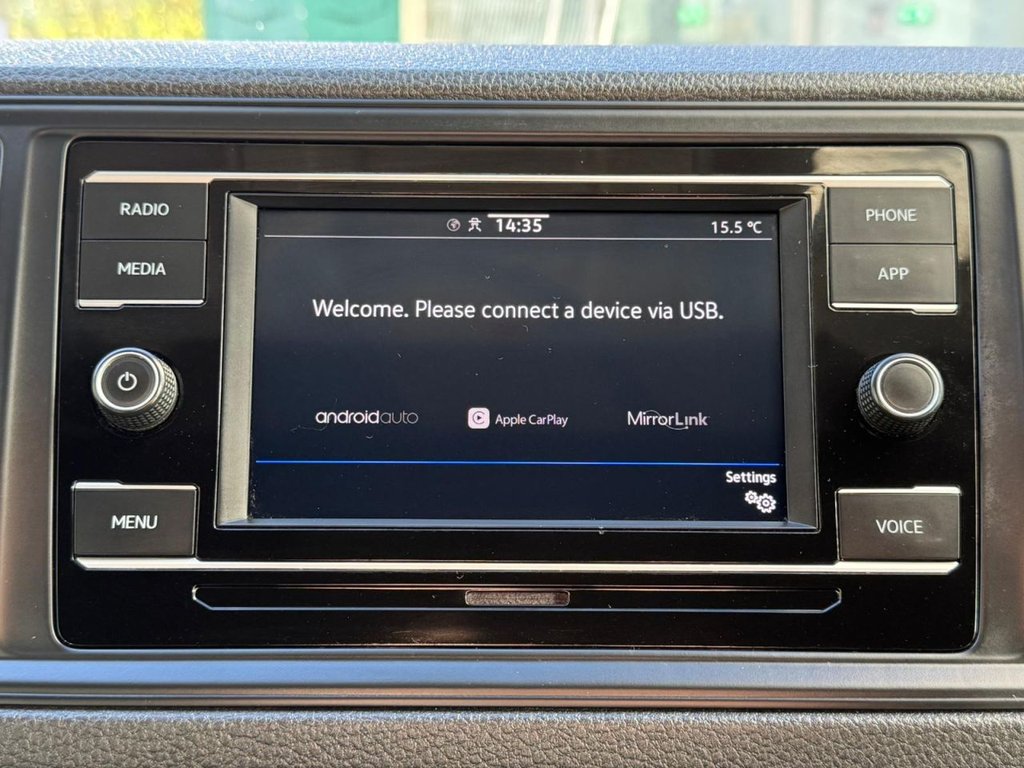 RADIO
MEDIA
14:35
15.5 °C
Welcome. Please connect a device via USB.
androidauto
Apple CarPlay
MirrorLink
Settings
PHONE
APP
MENU
VOICE